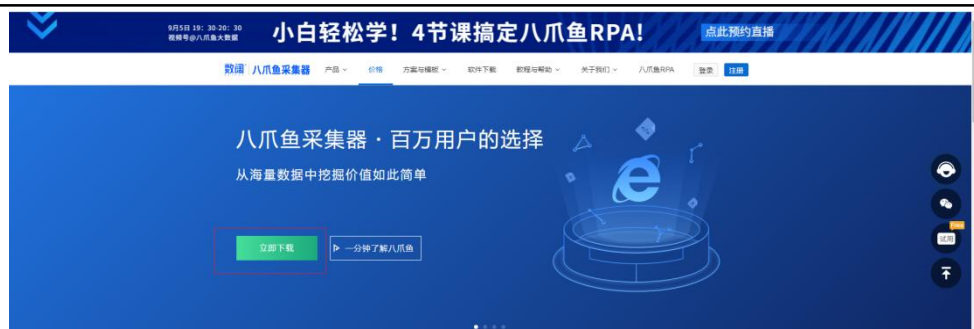 9月5日 19：30-20：30
视频号@八爪鱼大数据
小白轻松学！4节课搞定八爪鱼RPA！
点此预约直播
数阔 八爪鱼采集器 产品 价格 方案与模板 软件下载 教程与帮助 关于我们 八爪鱼RPA 登录 注册
八爪鱼采集器·百万用户的选择
从海量数据中挖掘价值如此简单
立即下载 一分钟了解八爪鱼
试用